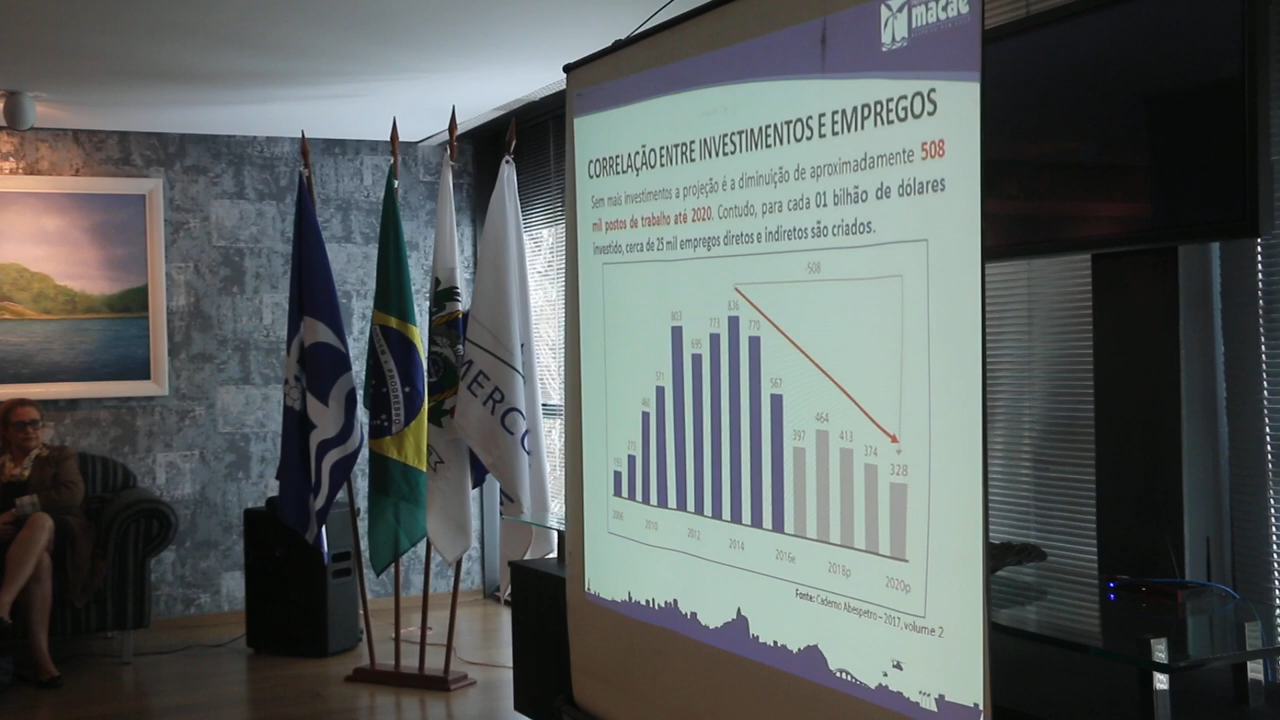 macaé
CORRELAÇÃO ENTRE INVESTIMENTOS E EMPREGOS
Sem mais investimentos a projeção é a diminuição de aproximadamente 508
mil postos de trabalho até 2020. Contudo, para cada 01 bilhão de dólares
investido, cerca de 25 mil empregos diretos e indiretos são criados.
-508
803 695 773 836 770 567 397 464 413 374 328
2010 2012 2014 2016e 2018p 2020p
Fonte: Caderno Abespetro – 2017, volume 2
PROGRESSO
MERCO